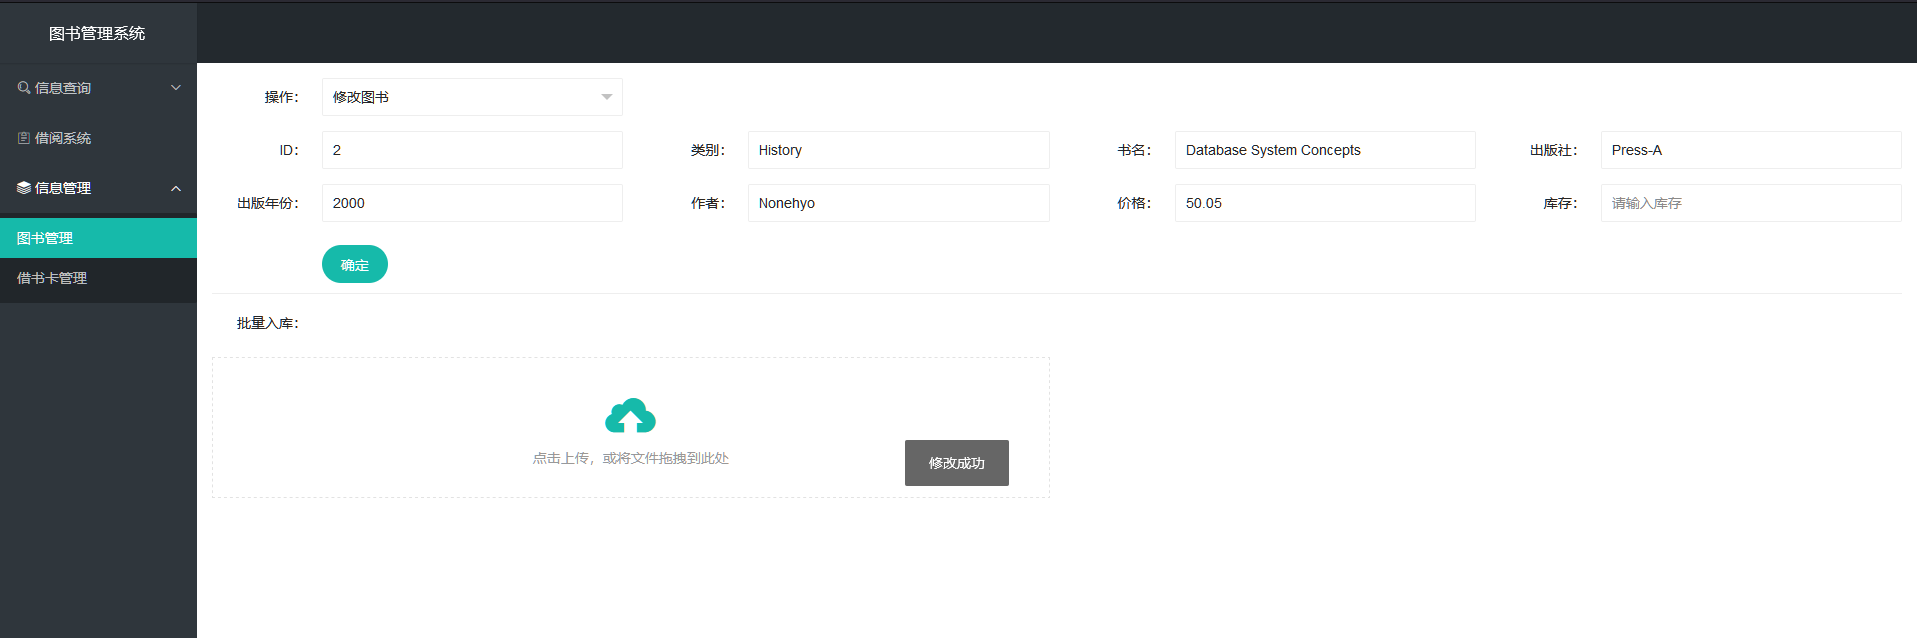 图书管理系统
信息查询
借阅系统
信息管理
图书管理
借书卡管理
操作： 修改图书
ID： 2 类别： History 书名： Database System Concepts 出版社： Press-A
出版年份： 2000 作者： Nonehyo 价格： 50.05 库存： 请输入库存
确定
批量入库：
点击上传，或将文件拖拽到此处
修改成功